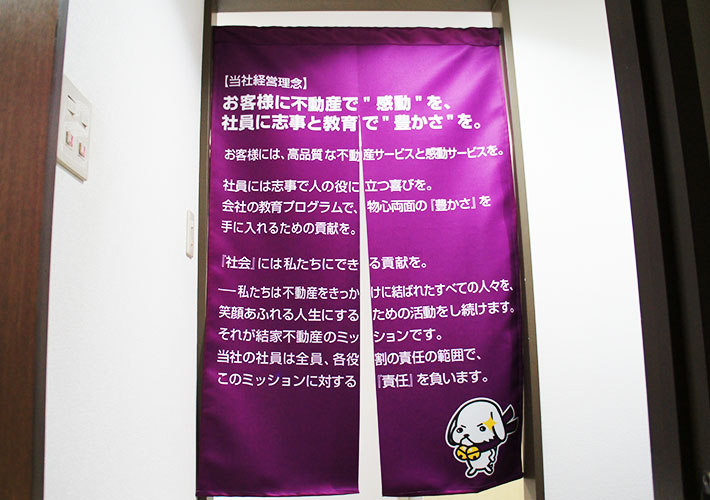 【当社経営理念】
お客様に不動産で"感動"を、
社員に志事と教育で"豊かさ"を。
お客様には、高品質な不動産サービスと感動サービスを。
社員には志事で人の役に立つ喜びを。
会社の教育プログラムで、物心両面の『豊かさ』を
手に入れるための貢献を。
『社会』には私たちにできる貢献を。
──私たちは不動産をきっかけに結ばれたすべての人々を、
笑顔あふれる人生にするための活動をし続けます。
それが結家不動産のミッションです。
当社の社員は全員、各役割の責任の範囲で、
このミッションに対する『責任』を負います。